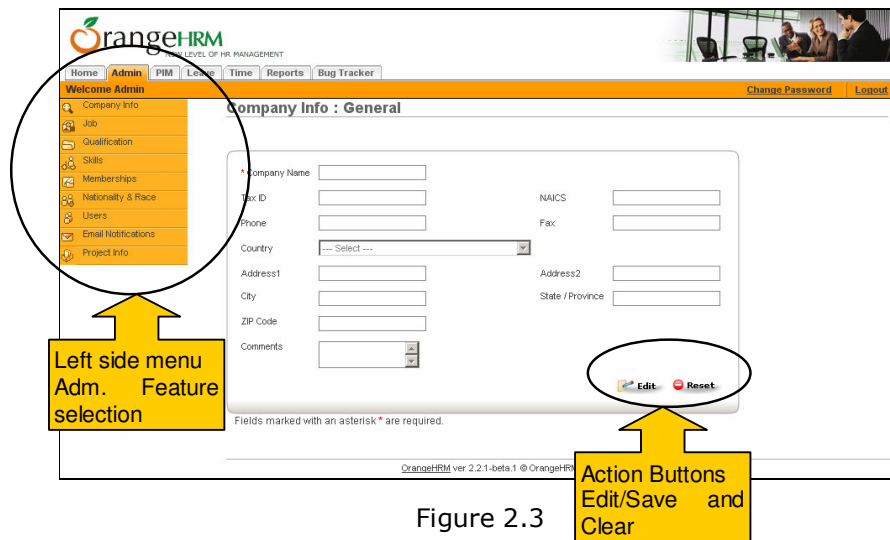 OrangeHRM
NEW LEVEL OF HR MANAGEMENT
Home Admin PIM Leave Time Reports Bug Tracker
Welcome Admin Change Password Logout
Company Info
Job
Qualification
Skills
Memberships
Nationality & Race
Users
Email Notifications
Project Info
Company Info : General
* Company Name
Tax ID NAICS
Phone Fax
Country --- Select ---
Address1 Address2
City State / Province
ZIP Code
Comments
Edit Reset
Fields marked with an asterisk * are required.
OrangeHRM ver 2.2.1-beta.1 © OrangeHRM
Left side menu
Adm. Feature
selection
Action Buttons
Edit/Save and
Clear
Figure 2.3